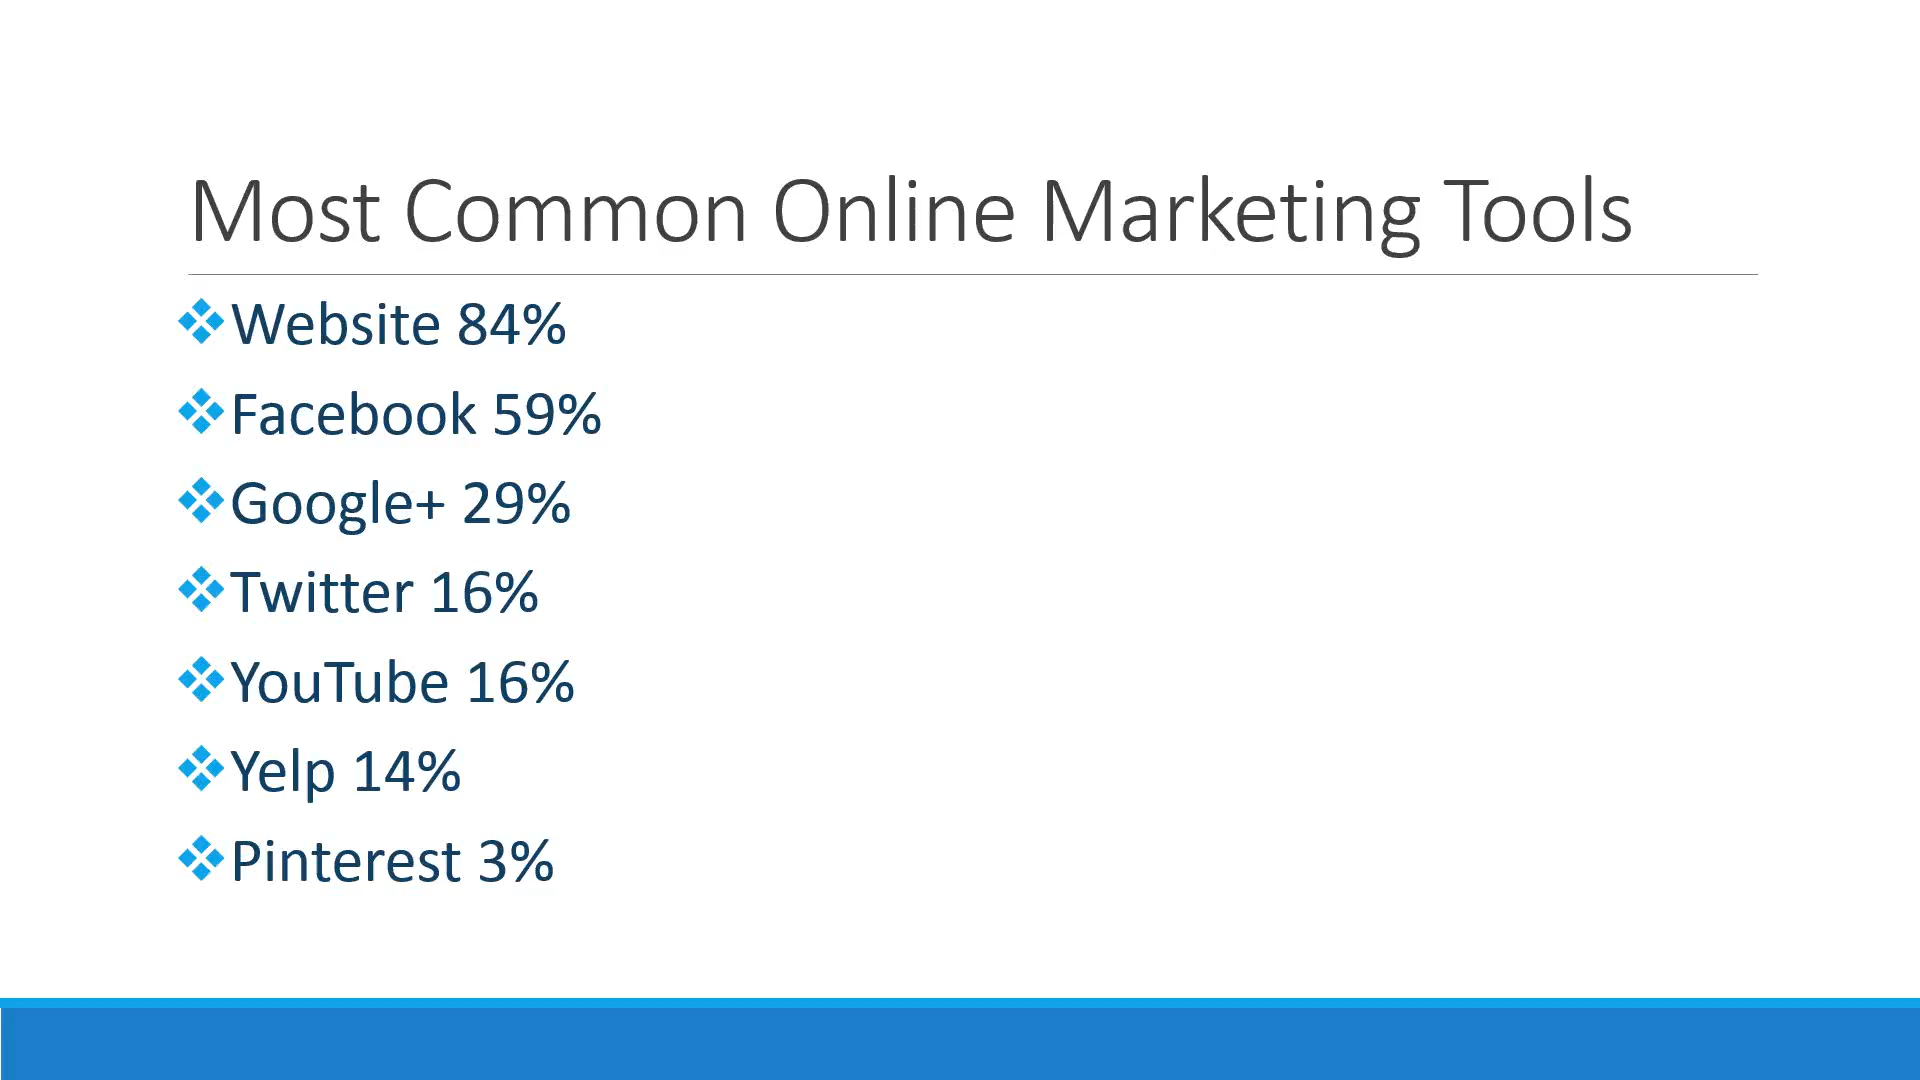 Most Common Online Marketing Tools
Website 84%
Facebook 59%
Google+ 29%
Twitter 16%
YouTube 16%
Yelp 14%
Pinterest 3%